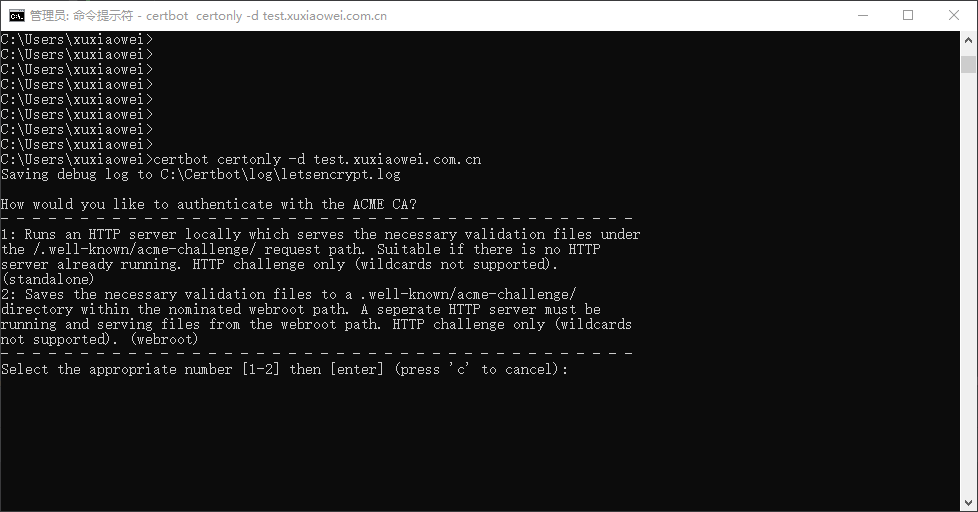 管理员: 命令提示符 - certbot  certonly -d test.xuxiaowei.com.cn
C:\Users\xuxiaowei>
C:\Users\xuxiaowei>
C:\Users\xuxiaowei>
C:\Users\xuxiaowei>
C:\Users\xuxiaowei>
C:\Users\xuxiaowei>
C:\Users\xuxiaowei>
C:\Users\xuxiaowei>
C:\Users\xuxiaowei>certbot certonly -d test.xuxiaowei.com.cn
Saving debug log to C:\Certbot\log\letsencrypt.log
How would you like to authenticate with the ACME CA?
- - - - - - - - - - - - - - - - - - - - - - - - - - - - - - - - - - - - - - - -
1: Runs an HTTP server locally which serves the necessary validation files under
the /.well-known/acme-challenge/ request path. Suitable if there is no HTTP
server already running. HTTP challenge only (wildcards not supported).
(standalone)
2: Saves the necessary validation files to a .well-known/acme-challenge/
directory within the nominated webroot path. A seperate HTTP server must be
running and serving files from the webroot path. HTTP challenge only (wildcards
not supported). (webroot)
- - - - - - - - - - - - - - - - - - - - - - - - - - - - - - - - - - - - - - - -
Select the appropriate number [1-2] then [enter] (press 'c' to cancel):